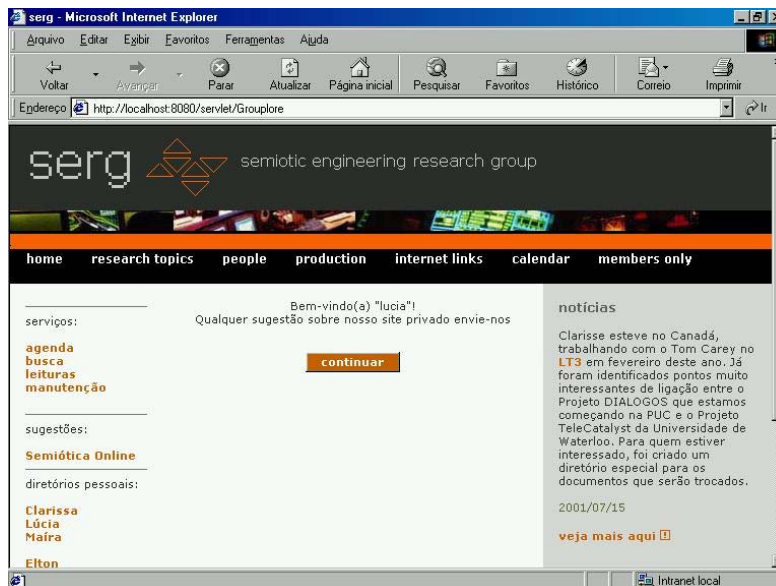 serg - Microsoft Internet Explorer
Arquivo Editar Exibir Favoritos Ferramentas Ajuda
Voltar Avançar Parar Atualizar Página inicial Pesquisar Favoritos Histórico Correio Imprimir
Endereço http://localhost:8080/servlet/Grouplore Ir
serg semiotic engineering research group
home research topics people production internet links calendar members only
serviços:
agenda
busca
leituras
manutenção
sugestões:
Semiótica Online
diretórios pessoais:
Clarissa
Lúcia
Maíra
Elton
Bem-vindo(a) "lucia"!
Qualquer sugestão sobre nosso site privado envie-nos
continuar
notícias
Clarisse esteve no Canadá,
trabalhando com o Tom Carey no
LT3 em fevereiro deste ano. Já
foram identificados pontos muito
interessantes de ligação entre o
Projeto DIALOGOS que estamos
começando na PUC e o Projeto
TeleCatalyst da Universidade de
Waterloo. Para quem estiver
interessado, foi criado um
diretório especial para os
documentos que serão trocados.
2001/07/15
veja mais aqui !
Intranet local